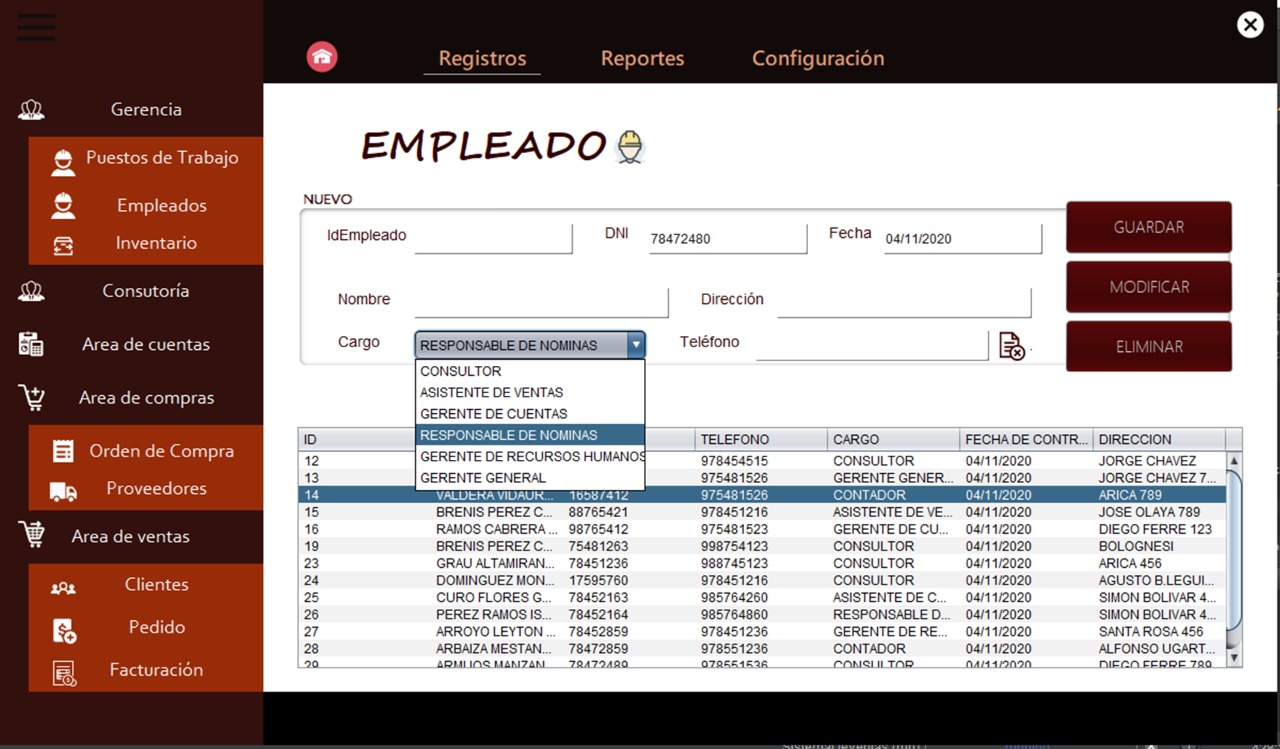 Registros Reportes Configuración
Gerencia
Puestos de Trabajo
Empleados
Inventario
Consutoría
Area de cuentas
Area de compras
Orden de Compra
Proveedores
Area de ventas
Clientes
Pedido
Facturación
EMPLEADO
NUEVO
IdEmpleado DNI 78472480 Fecha 04/11/2020
Nombre Dirección
Cargo RESPONSABLE DE NOMINAS Teléfono
CONSULTOR
ASISTENTE DE VENTAS
GERENTE DE CUENTAS
RESPONSABLE DE NOMINAS
GERENTE DE RECURSOS HUMANOS
GERENTE GENERAL
GUARDAR
MODIFICAR
ELIMINAR
ID TELEFONO CARGO FECHA DE CONTR... DIRECCION
12 978454515 CONSULTOR 04/11/2020 JORGE CHAVEZ
13 975481526 GERENTE GENER... 04/11/2020 JORGE CHAVEZ 7...
14 VALDERA VIDAUR... 16587412 975481526 CONTADOR 04/11/2020 ARICA 789
15 BRENIS PEREZ C... 88765421 978451216 ASISTENTE DE VE... 04/11/2020 JOSE OLAYA 789
16 RAMOS CABRERA ... 98765412 975481523 GERENTE DE CU... 04/11/2020 DIEGO FERRE 123
19 BRENIS PEREZ C... 75481263 998754123 CONSULTOR 04/11/2020 BOLOGNESI
23 GRAU ALTAMIRAN... 78451236 988745123 CONSULTOR 04/11/2020 ARICA 456
24 DOMINGUEZ MON... 17595760 978451216 CONSULTOR 04/11/2020 AGUSTO B.LEGUI...
25 CURO FLORES G... 78452163 985764260 ASISTENTE DE C... 04/11/2020 SIMON BOLIVAR 4...
26 PEREZ RAMOS IS... 78452164 985764860 RESPONSABLE D... 04/11/2020 SIMON BOLIVAR 4...
27 ARROYO LEYTON ... 78452859 978451236 GERENTE DE RE... 04/11/2020 SANTA ROSA 456
28 ARBAIZA MESTAN... 78472859 978551236 CONTADOR 04/11/2020 ALFONSO UGART...
29 ARMIJOS MANZAN... 78472489 978551536 CONSULTOR 04/11/2020 DIEGO FERRE 789